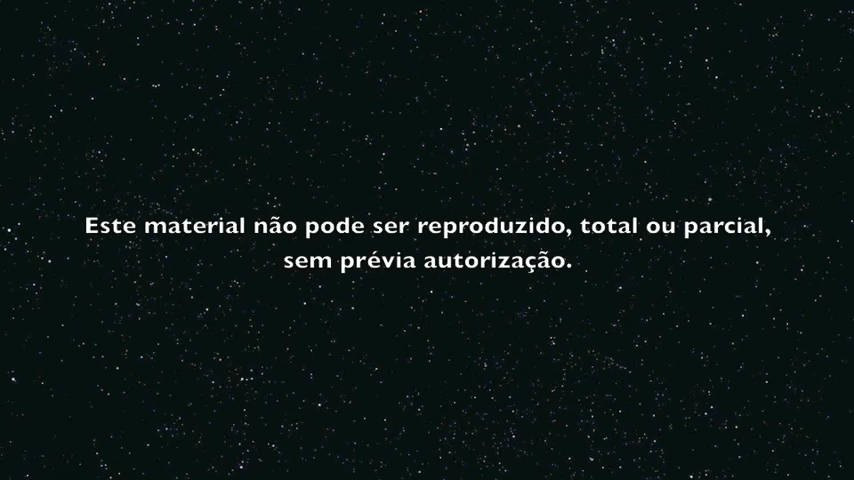 Este material não pode ser reproduzido, total ou parcial,
sem prévia autorização.